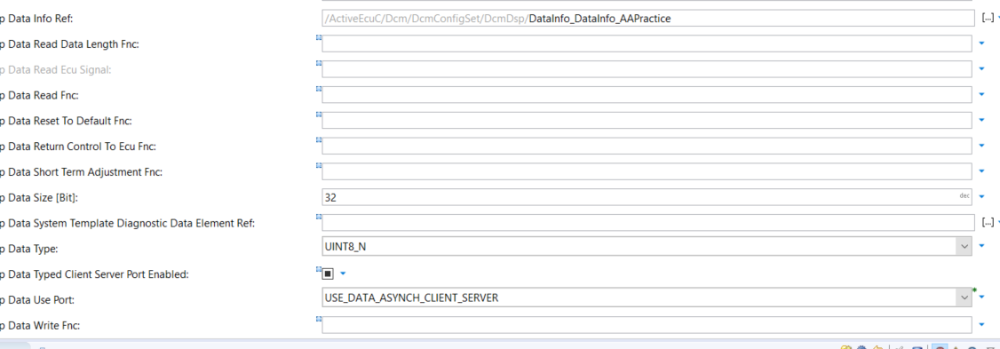 p Data Info Ref: /ActiveEcuC/Dcm/DcmConfigSet/DcmDsp/DataInfo_DataInfo_AAPractice [...]
p Data Read Data Length Fnc:
p Data Read Ecu Signal:
p Data Read Fnc:
p Data Reset To Default Fnc:
p Data Return Control To Ecu Fnc:
p Data Short Term Adjustment Fnc:
p Data Size [Bit]: 32 dec
p Data System Template Diagnostic Data Element Ref: [...]
p Data Type: UINT8_N
p Data Typed Client Server Port Enabled:
p Data Use Port: USE_DATA_ASYNCH_CLIENT_SERVER
p Data Write Fnc: